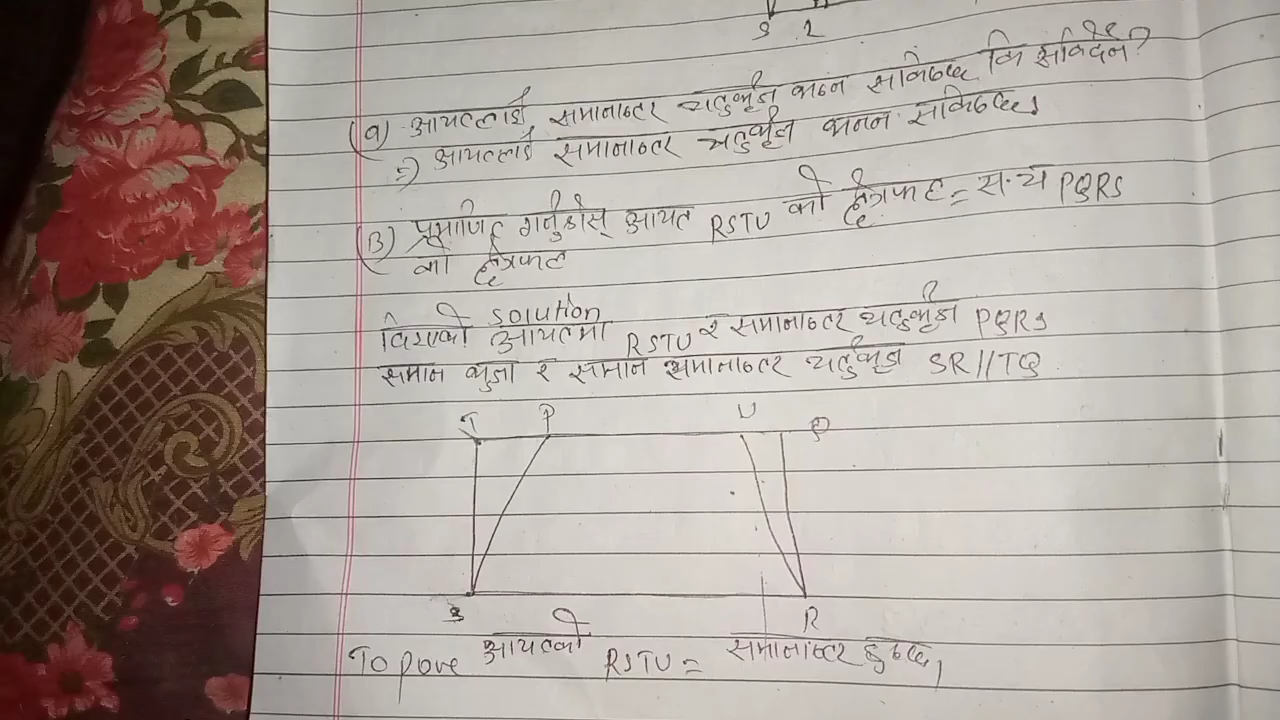 S R
(a) आयतलाई समानान्तर चतुर्भूज भन्न सकिन्छ कि सकिदैन?
=) आयतलाई समानान्तर चतुर्भूज भनन सकिन्छ।
(B) प्रमाणित गर्नुहोस् आयत RSTU को क्षेत्रफल = स.च PQRS
को क्षेत्रफल
solution
दिएको आयतमा RSTU र समानान्तर चतुर्भूज PQRS
समान भुजा र समान समानान्तर चतुर्भूज SR//TQ
T P U Q
S R
To pove आयतको RSTU = समानान्तर हुन्छ,